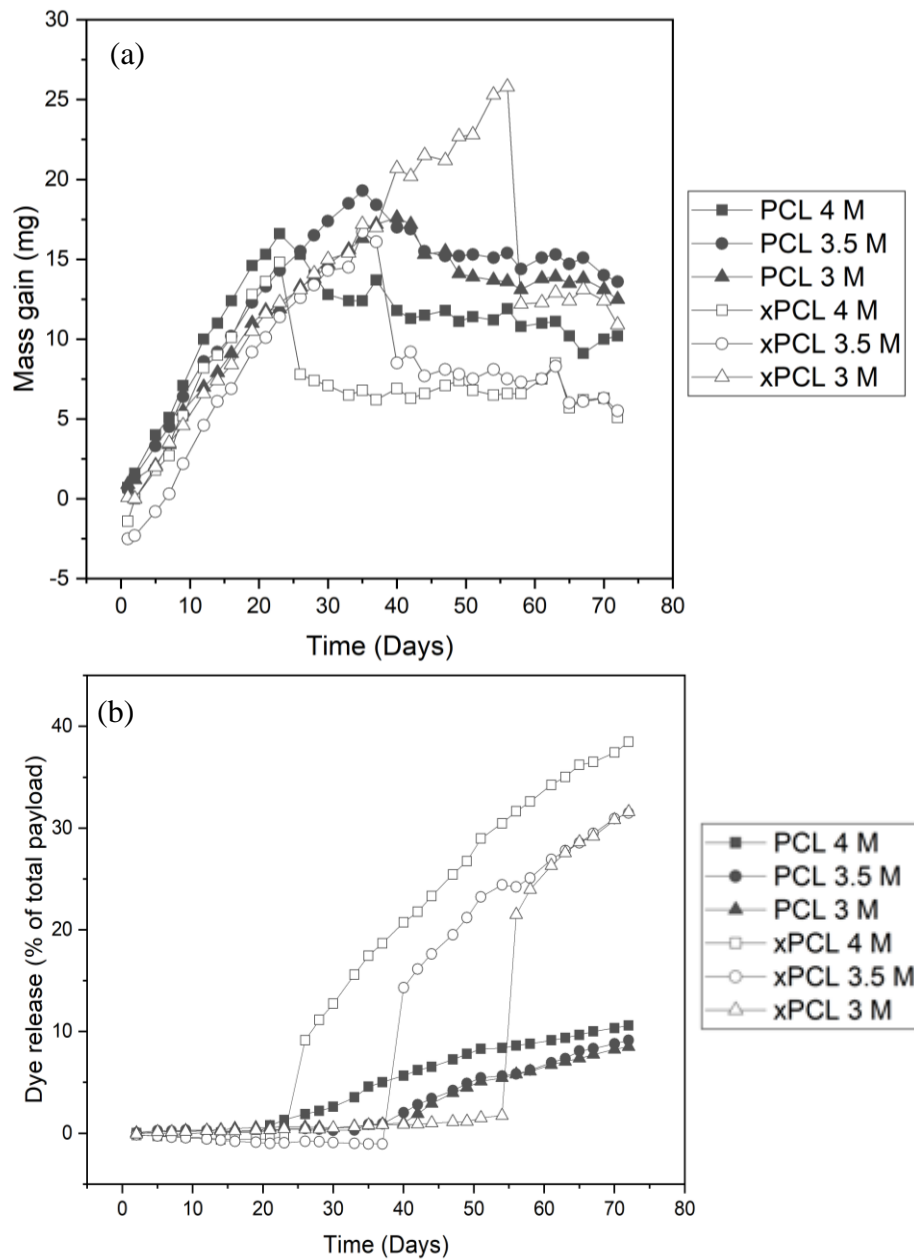 (a)
Mass gain (mg)
30
25
20
15
10
5
0
-5
0 10 20 30 40 50 60 70 80
Time (Days)
PCL 4 M
PCL 3.5 M
PCL 3 M
xPCL 4 M
xPCL 3.5 M
xPCL 3 M
(b)
Dye release (% of total payload)
40
30
20
10
0
0 10 20 30 40 50 60 70 80
Time (Days)
PCL 4 M
PCL 3.5 M
PCL 3 M
xPCL 4 M
xPCL 3.5 M
xPCL 3 M